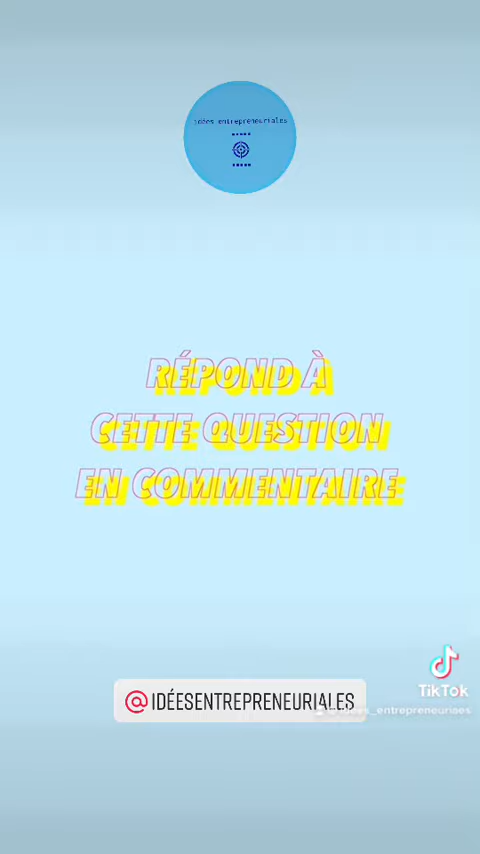 idées entrepreneuriales
RÉPOND À
CETTE QUESTION
EN COMMENTAIRE
TikTok
@IDÉESENTREPRENEURIALES